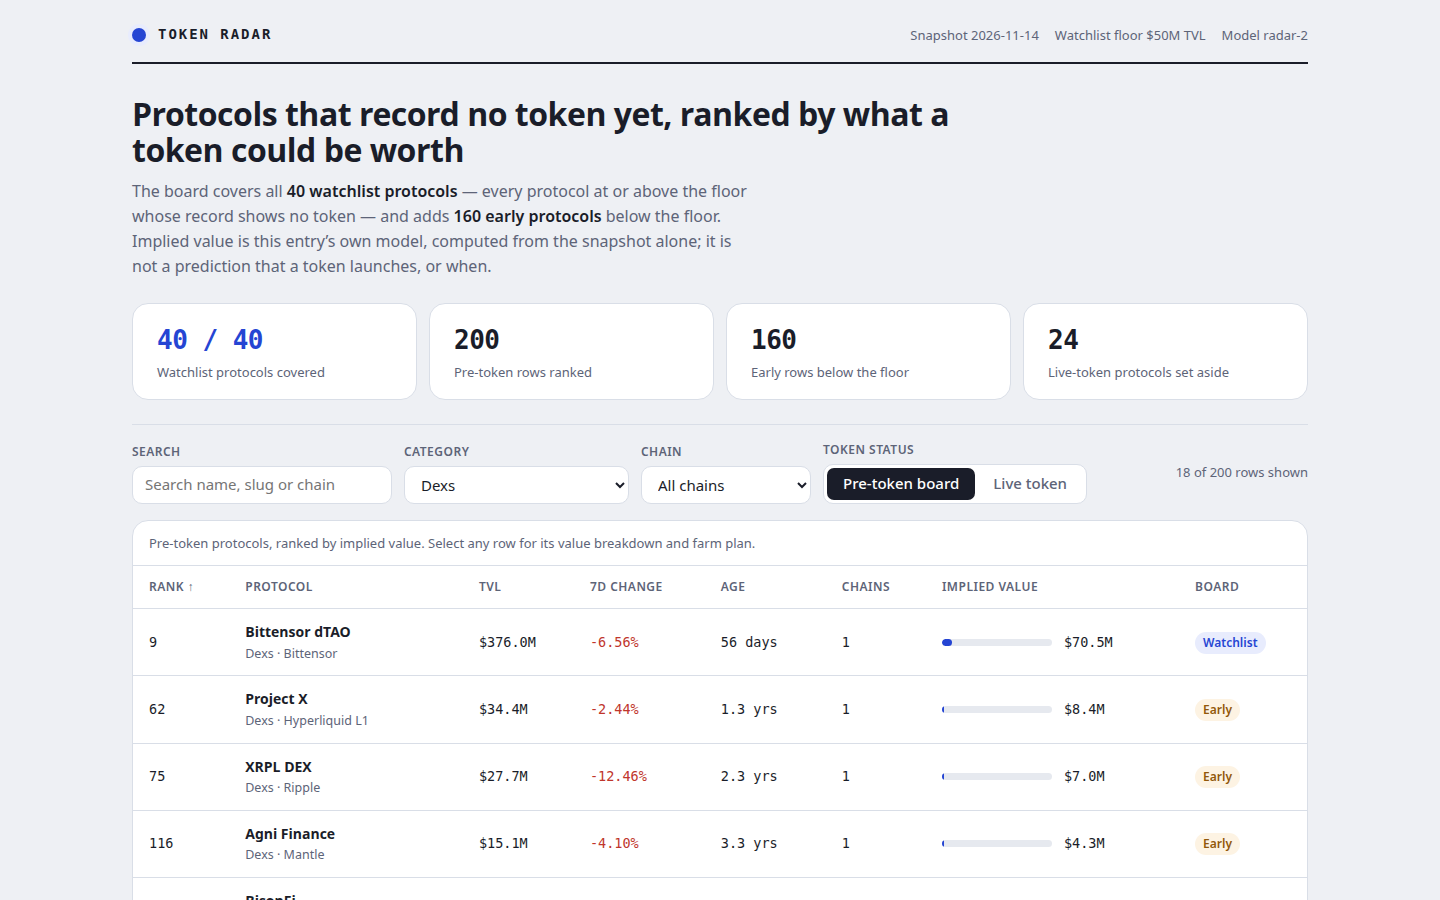 TOKEN RADAR
Snapshot 2026-11-14 Watchlist floor $50M TVL Model radar-2
Protocols that record no token yet, ranked by what a
token could be worth
The board covers all 40 watchlist protocols — every protocol at or above the floor
whose record shows no token — and adds 160 early protocols below the floor.
Implied value is this entry’s own model, computed from the snapshot alone; it is
not a prediction that a token launches, or when.
40 / 40
Watchlist protocols covered
200
Pre-token rows ranked
160
Early rows below the floor
24
Live-token protocols set aside
SEARCH
Search name, slug or chain
CATEGORY
Dexs
CHAIN
All chains
TOKEN STATUS
Pre-token board Live token
18 of 200 rows shown
Pre-token protocols, ranked by implied value. Select any row for its value breakdown and farm plan.
RANK ↑ PROTOCOL TVL 7D CHANGE AGE CHAINS IMPLIED VALUE BOARD
9 Bittensor dTAO $376.0M -6.56% 56 days 1 $70.5M Watchlist
Dexs · Bittensor
62 Project X $34.4M -2.44% 1.3 yrs 1 $8.4M Early
Dexs · Hyperliquid L1
75 XRPL DEX $27.7M -12.46% 2.3 yrs 1 $7.0M Early
Dexs · Ripple
116 Agni Finance $15.1M -4.10% 3.3 yrs 1 $4.3M Early
Dexs · Mantle